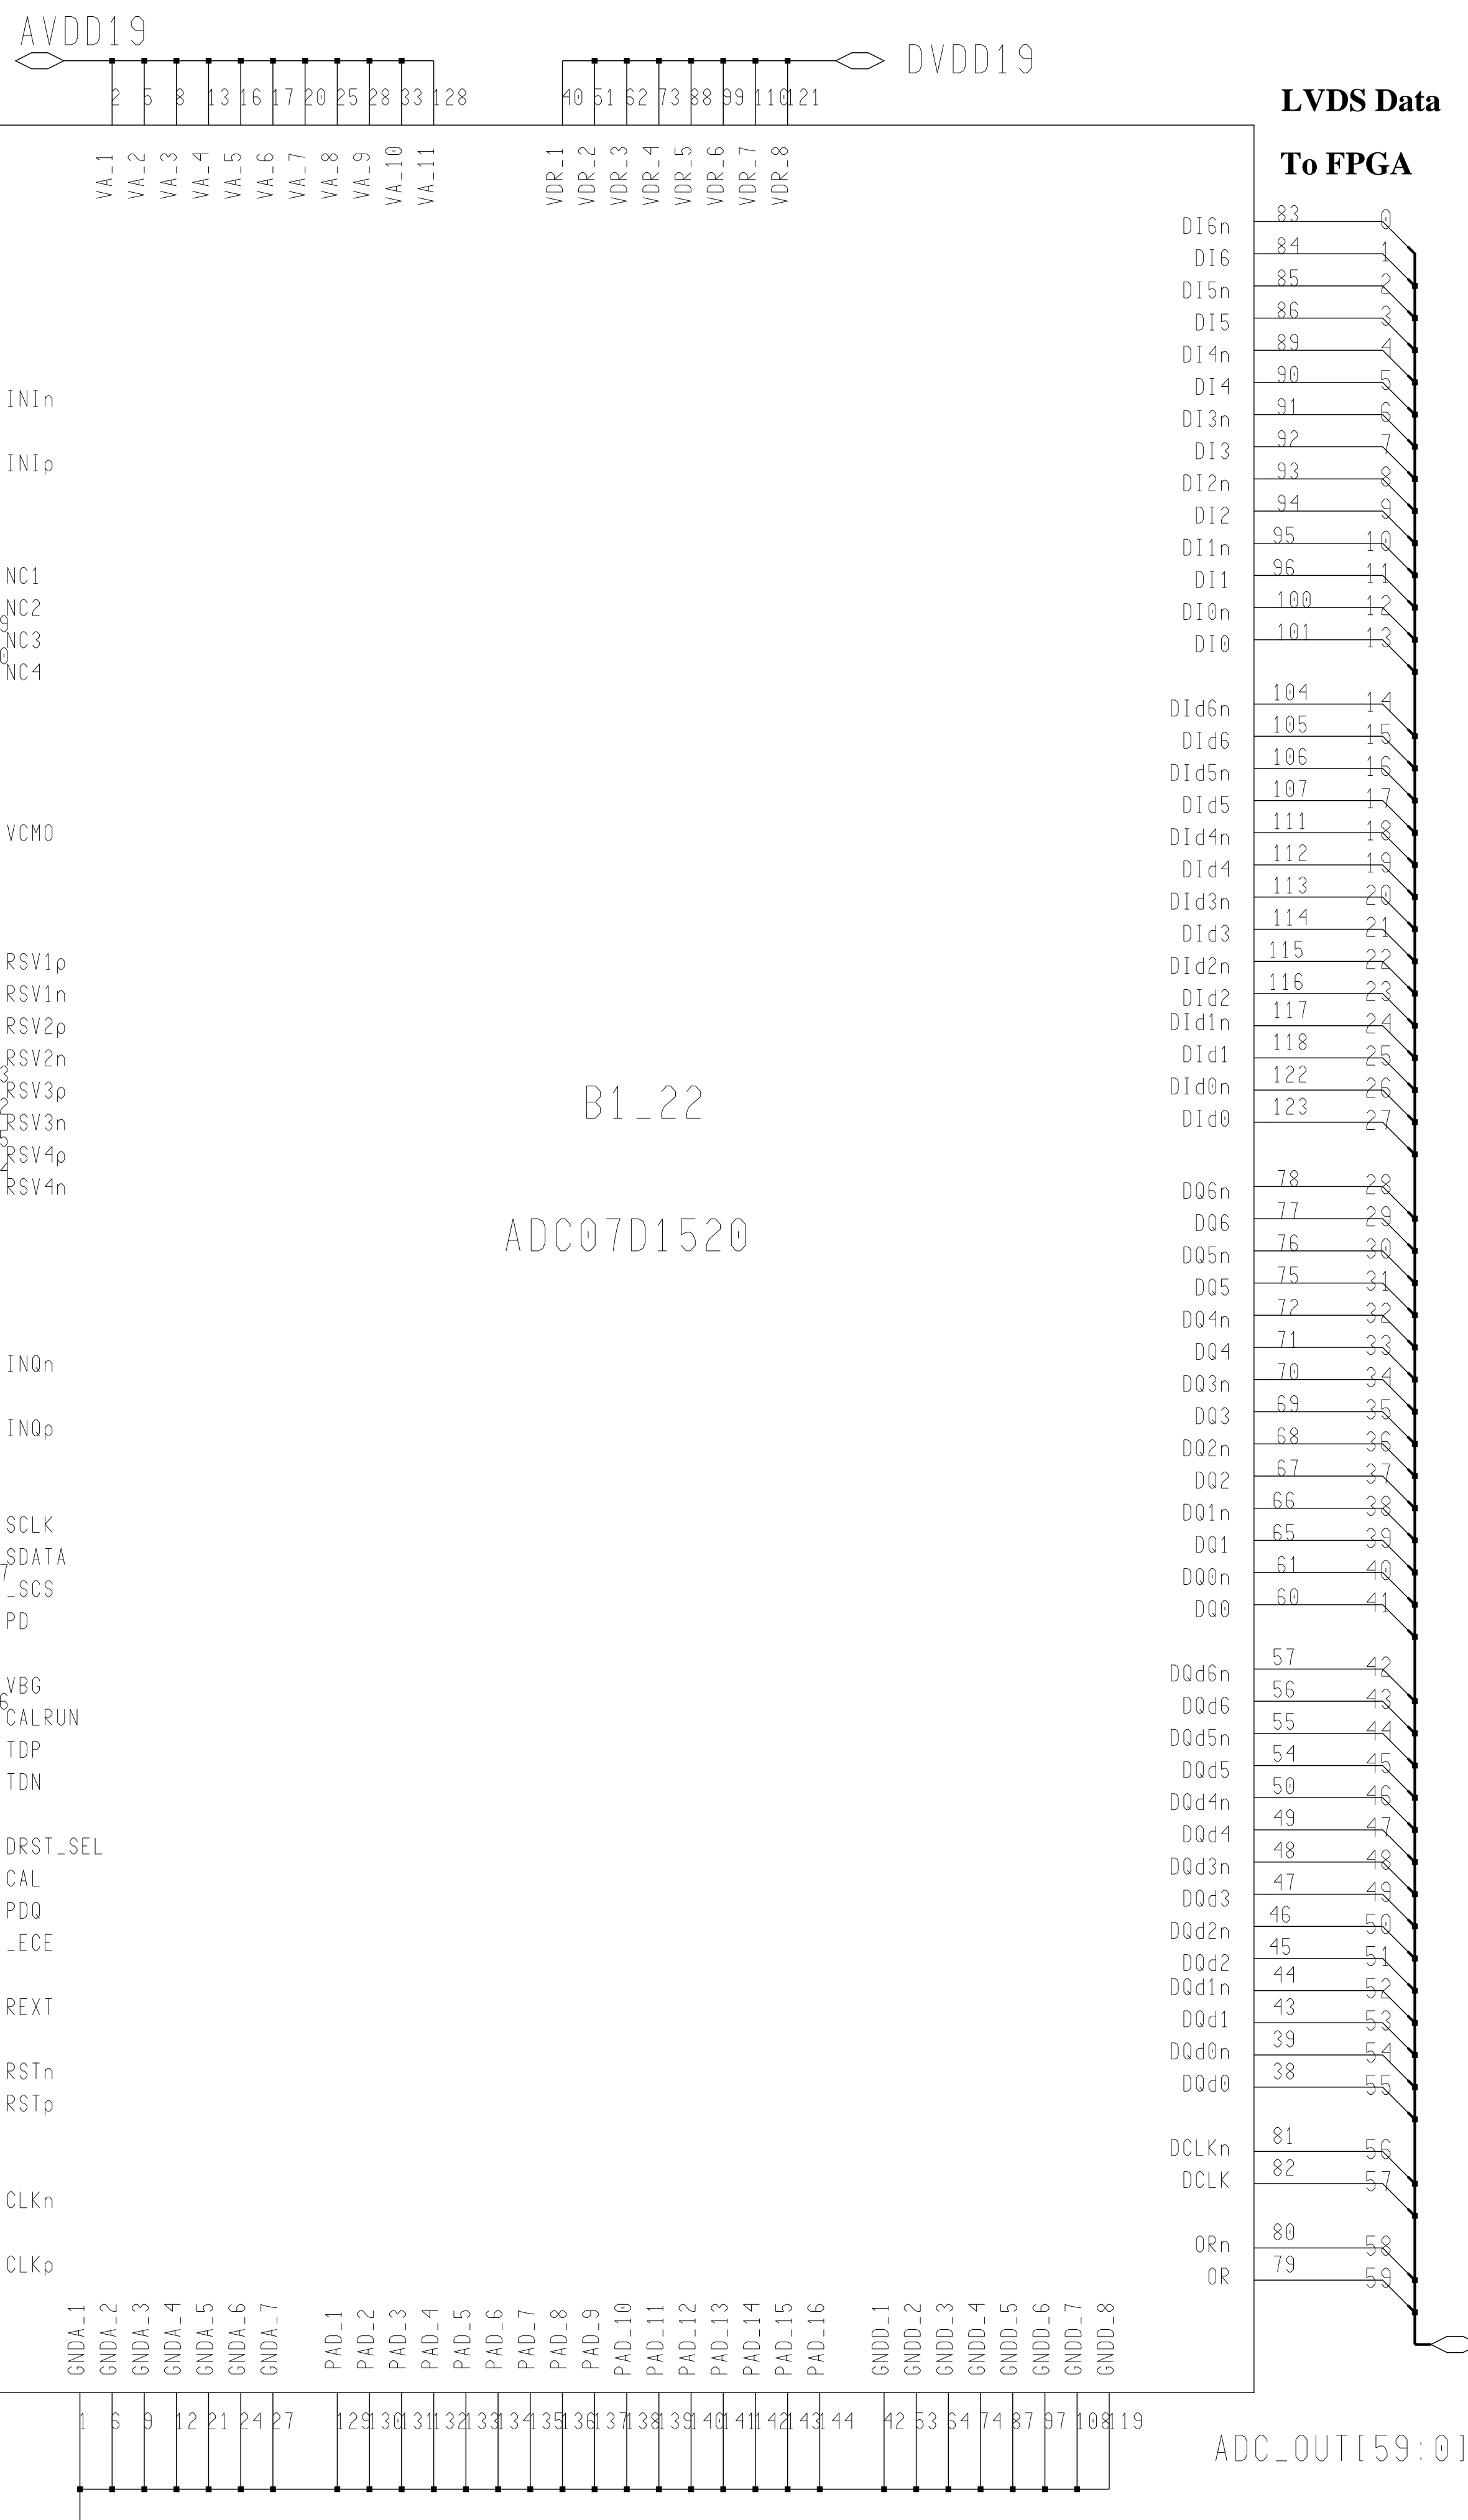 AVDD19
DVDD19
LVDS Data
To FPGA
2 5 8 13 16 17 20 25 28 33 128
40 51 62 73 88 99 110 121
VA_1 VA_2 VA_3 VA_4 VA_5 VA_6 VA_7 VA_8 VA_9 VA_10 VA_11
VDR_1 VDR_2 VDR_3 VDR_4 VDR_5 VDR_6 VDR_7 VDR_8
INIn
INIp
NC1
NC2
9
NC3
0
NC4
VCMO
RSV1p
RSV1n
RSV2p
RSV2n
3
RSV3p
2
RSV3n
5
RSV4p
4
RSV4n
INQn
INQp
SCLK
SDATA
7
_SCS
PD
VBG
6
CALRUN
TDP
TDN
DRST_SEL
CAL
PDQ
_ECE
REXT
RSTn
RSTp
CLKn
CLKp
B1_22
ADC07D1520
DI6n 83 0
DI6 84 1
DI5n 85 2
DI5 86 3
DI4n 89 4
DI4 90 5
DI3n 91 6
DI3 92 7
DI2n 93 8
DI2 94 9
DI1n 95 10
DI1 96 11
DI0n 100 12
DI0 101 13
DId6n 104 14
DId6 105 15
DId5n 106 16
DId5 107 17
DId4n 111 18
DId4 112 19
DId3n 113 20
DId3 114 21
DId2n 115 22
DId2 116 23
DId1n 117 24
DId1 118 25
DId0n 122 26
DId0 123 27
DQ6n 78 28
DQ6 77 29
DQ5n 76 30
DQ5 75 31
DQ4n 72 32
DQ4 71 33
DQ3n 70 34
DQ3 69 35
DQ2n 68 36
DQ2 67 37
DQ1n 66 38
DQ1 65 39
DQ0n 61 40
DQ0 60 41
DQd6n 57 42
DQd6 56 43
DQd5n 55 44
DQd5 54 45
DQd4n 50 46
DQd4 49 47
DQd3n 48 48
DQd3 47 49
DQd2n 46 50
DQd2 45 51
DQd1n 44 52
DQd1 43 53
DQd0n 39 54
DQd0 38 55
DCLKn 81 56
DCLK 82 57
ORn 80 58
OR 79 59
GNDA_1 GNDA_2 GNDA_3 GNDA_4 GNDA_5 GNDA_6 GNDA_7
PAD_1 PAD_2 PAD_3 PAD_4 PAD_5 PAD_6 PAD_7 PAD_8 PAD_9 PAD_10 PAD_11 PAD_12 PAD_13 PAD_14 PAD_15 PAD_16
GNDD_1 GNDD_2 GNDD_3 GNDD_4 GNDD_5 GNDD_6 GNDD_7 GNDD_8
1 6 9 12 21 24 27
129 130 131 132 133 134 135 136 137 138 139 140 141 142 143 144
42 53 64 74 87 97 108 119
ADC_OUT[59:0]